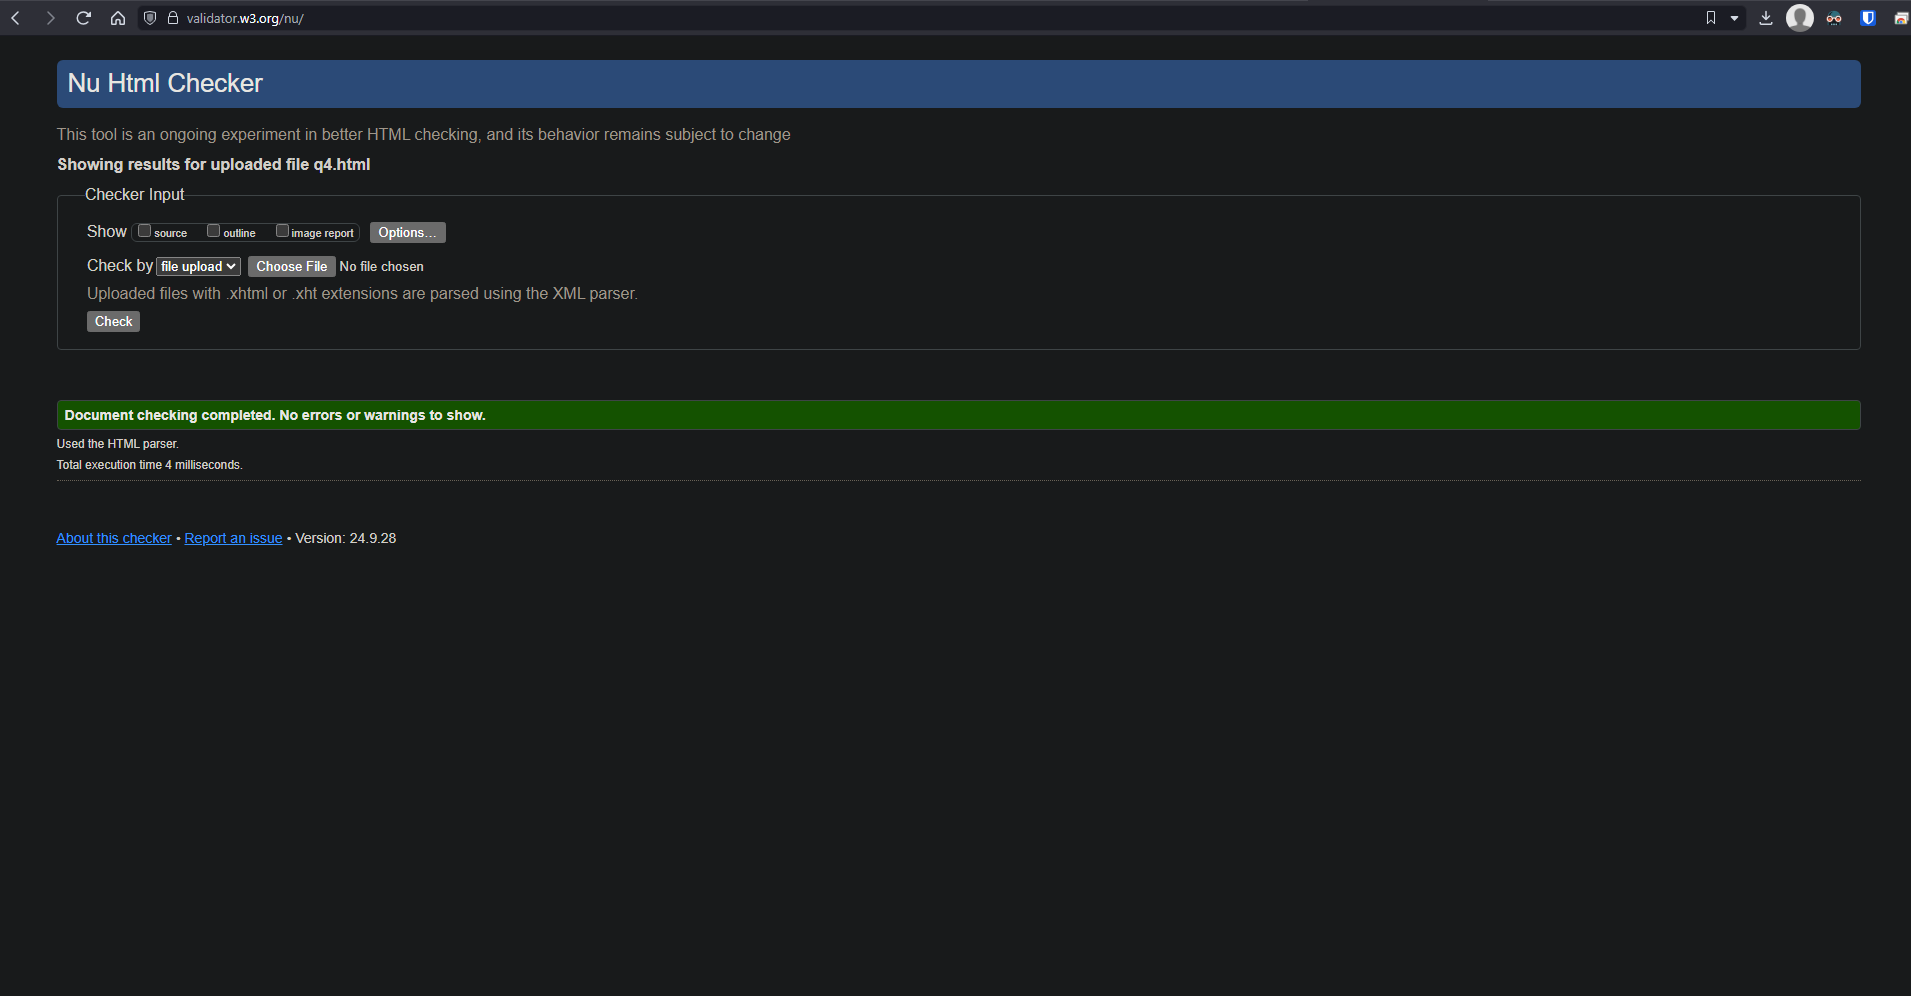 validator.w3.org/nu/
Nu Html Checker
This tool is an ongoing experiment in better HTML checking, and its behavior remains subject to change
Showing results for uploaded file q4.html
Checker Input
Show source outline image report Options...
Check by file upload Choose File No file chosen
Uploaded files with .xhtml or .xht extensions are parsed using the XML parser.
Check
Document checking completed. No errors or warnings to show.
Used the HTML parser.
Total execution time 4 milliseconds.
About this checker • Report an issue • Version: 24.9.28